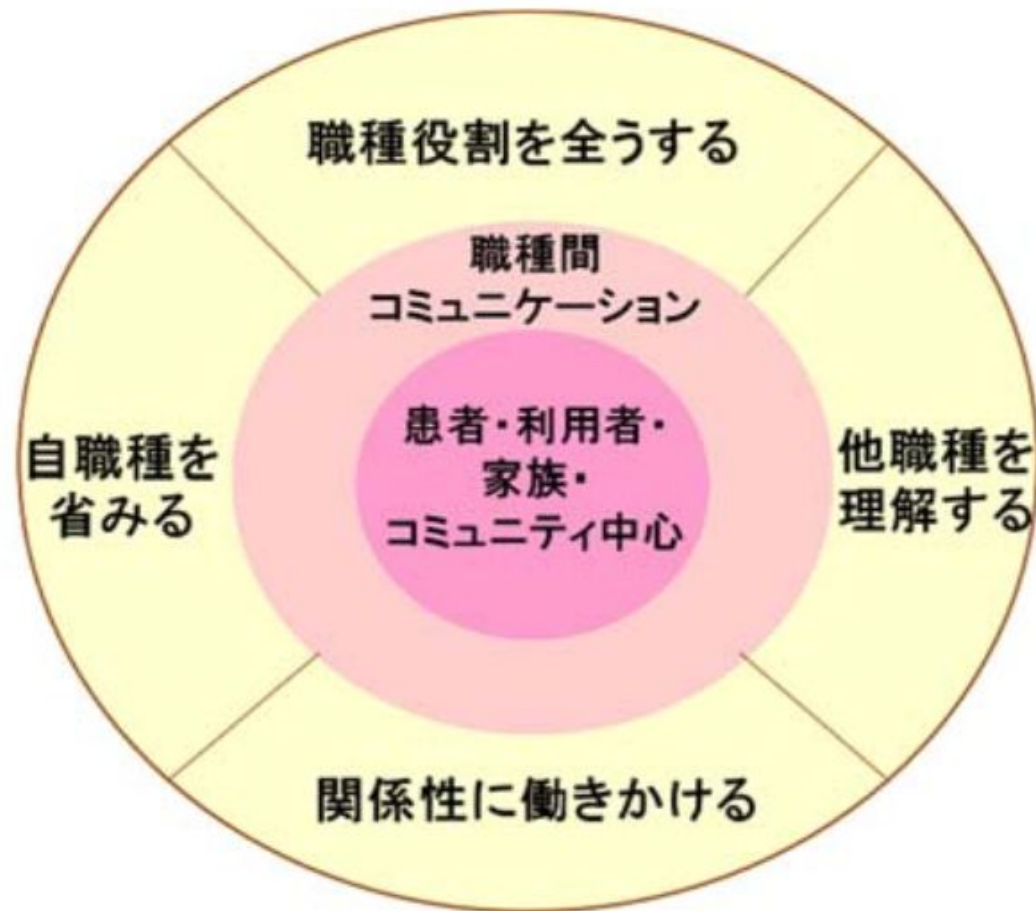 職種役割を全うする
職種間
コミュニケーション
患者・利用者・
家族・
コミュニティ中心
自職種を
省みる
他職種を
理解する
関係性に働きかける